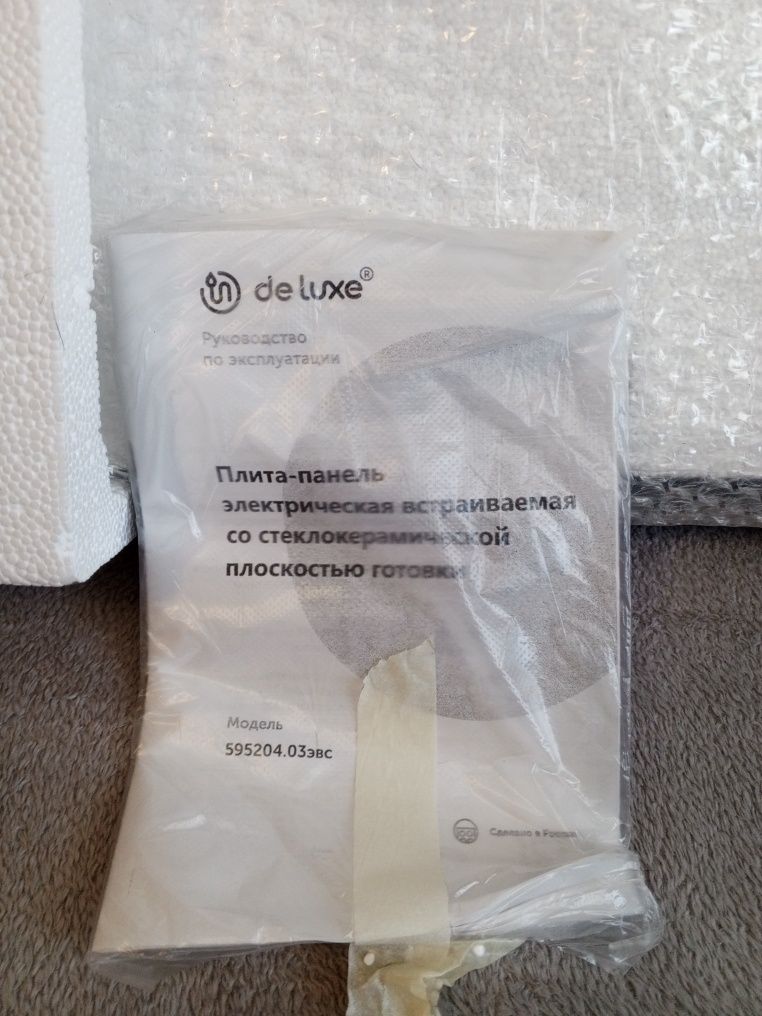 de luxe®
Руководство
по эксплуатации
Плита-панель
электрическая встраиваемая
со стеклокерамической
плоскостью готовки
Модель
595204.03эвс
Сделано в России